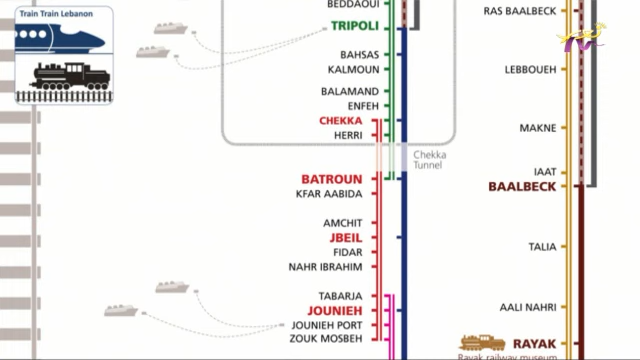 Train Train Lebanon
BEDDAOUI
TRIPOLI
BAHSAS
KALMOUN
BALAMAND
ENFEH
CHEKKA
HERRI
Chekka
Tunnel
BATROUN
KFAR AABIDA
AMCHIT
JBEIL
FIDAR
NAHR IBRAHIM
TABARJA
JOUNIEH
JOUNIEH PORT
ZOUK MOSBEH
RAS BAALBECK
LEBBOUEH
MAKNE
IAAT
BAALBECK
TALIA
AALI NAHRI
RAYAK
Rayak railway museum